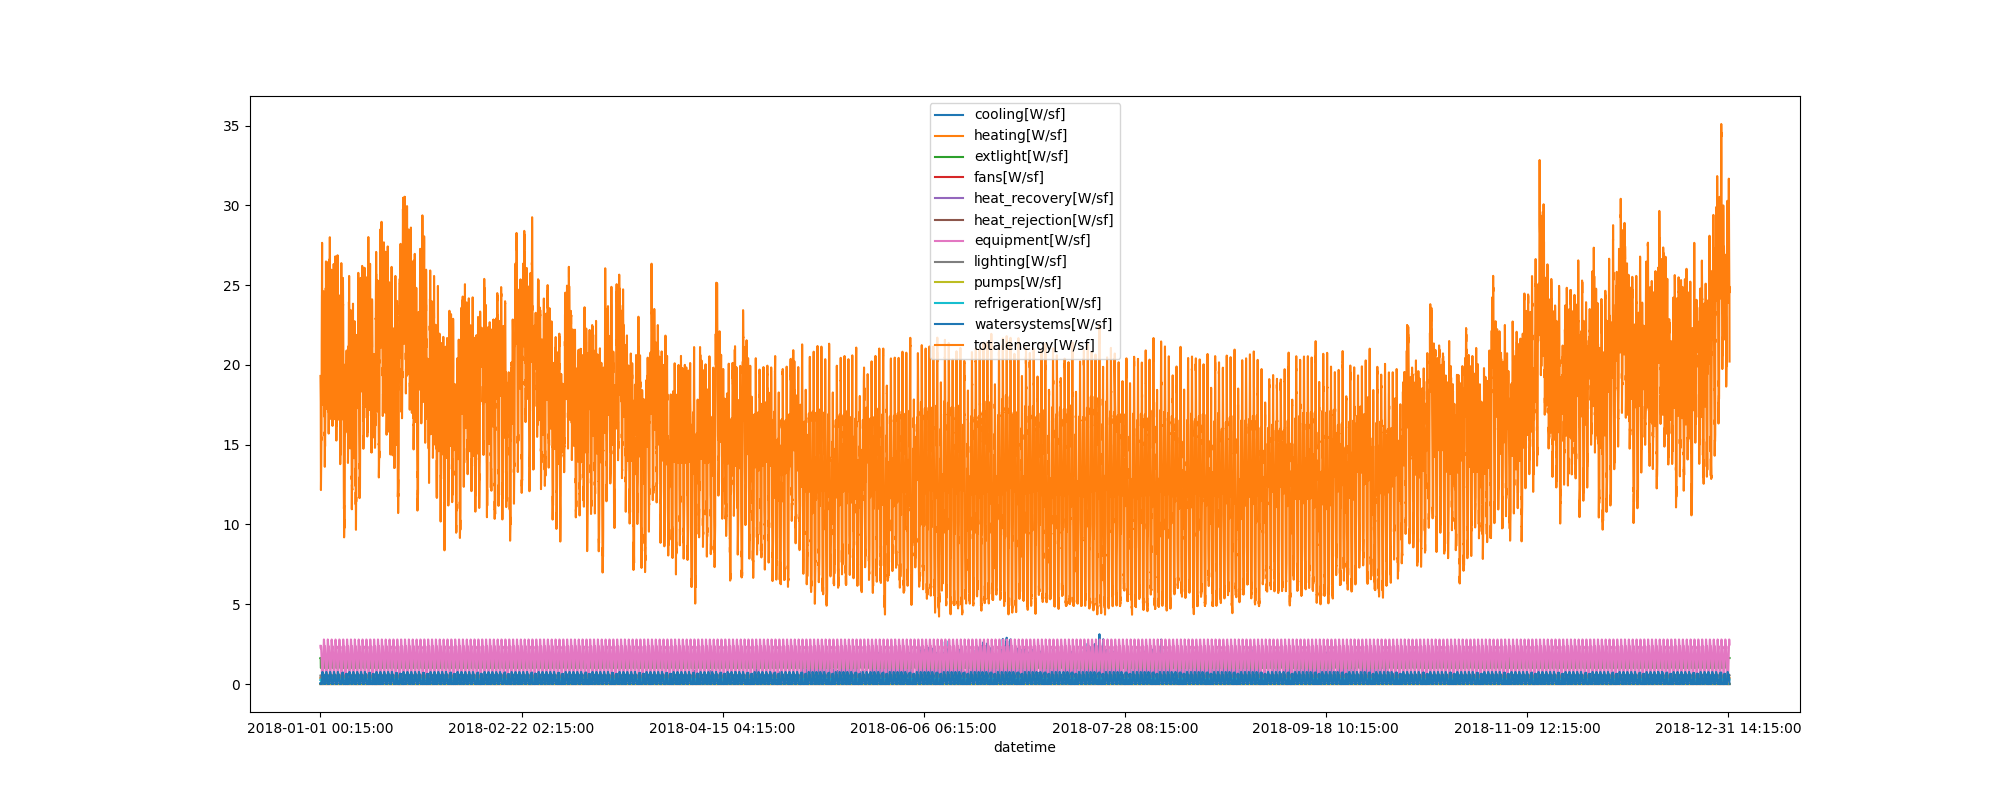 cooling[W/sf]
heating[W/sf]
extlight[W/sf]
fans[W/sf]
heat_recovery[W/sf]
heat_rejection[W/sf]
equipment[W/sf]
lighting[W/sf]
pumps[W/sf]
refrigeration[W/sf]
watersystems[W/sf]
totalenergy[W/sf]
35
30
25
20
15
10
5
0
2018-01-01 00:15:00 2018-02-22 02:15:00 2018-04-15 04:15:00 2018-06-06 06:15:00 2018-07-28 08:15:00 2018-09-18 10:15:00 2018-11-09 12:15:00 2018-12-31 14:15:00
datetime